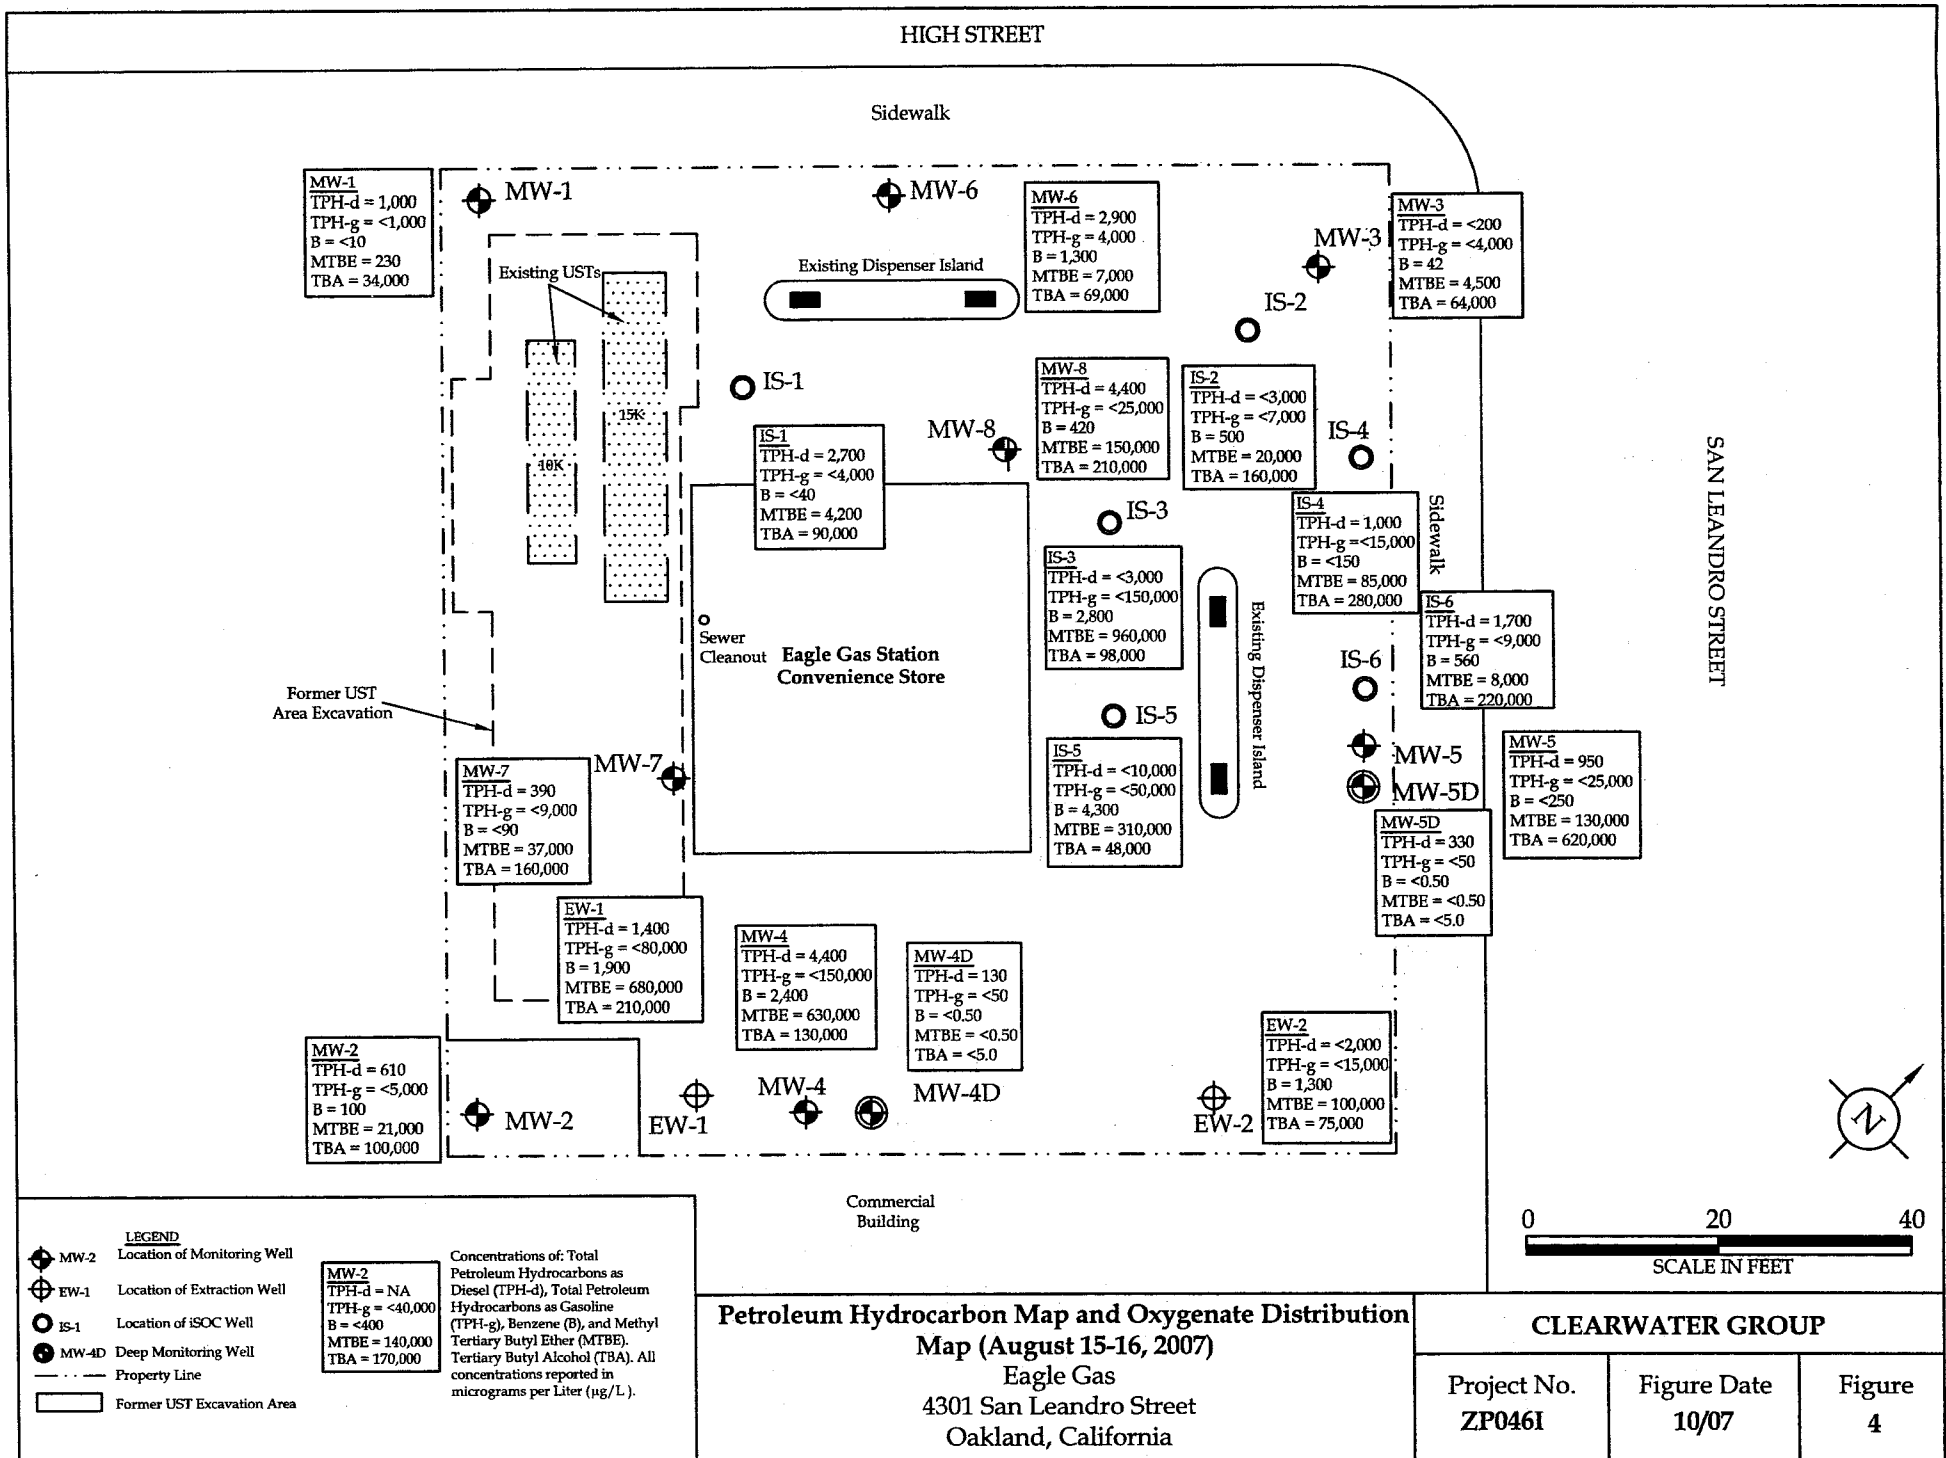 HIGH STREET
Sidewalk
MW-1
TPH-d = 1,000
TPH-g = <1,000
B = <10
MTBE = 230
TBA = 34,000
MW-1
MW-6
MW-6
TPH-d = 2,900
TPH-g = 4,000
B = 1,300
MTBE = 7,000
TBA = 69,000
MW-3
MW-3
TPH-d = <200
TPH-g = <4,000
B = 42
MTBE = 4,500
TBA = 64,000
Existing USTs
Existing Dispenser Island
IS-2
IS-1
15K
10K
IS-1
TPH-d = 2,700
TPH-g = <4,000
B = <40
MTBE = 4,200
TBA = 90,000
MW-8
MW-8
TPH-d = 4,400
TPH-g = <25,000
B = 420
MTBE = 150,000
TBA = 210,000
IS-2
TPH-d = <3,000
TPH-g = <7,000
B = 500
MTBE = 20,000
TBA = 160,000
IS-4
IS-4
TPH-d = 1,000
TPH-g = <15,000
B = <150
MTBE = 85,000
TBA = 280,000
Sidewalk
SAN LEANDRO STREET
IS-3
IS-3
TPH-d = <3,000
TPH-g = <150,000
B = 2,800
MTBE = 960,000
TBA = 98,000
Existing Dispenser Island
IS-6
TPH-d = 1,700
TPH-g = <9,000
B = 560
MTBE = 8,000
TBA = 220,000
IS-6
Sewer
Cleanout
Eagle Gas Station
Convenience Store
Former UST
Area Excavation
IS-5
IS-5
TPH-d = <10,000
TPH-g = <50,000
B = 4,300
MTBE = 310,000
TBA = 48,000
MW-5
MW-5D
MW-5
TPH-d = 950
TPH-g = <25,000
B = <250
MTBE = 130,000
TBA = 620,000
MW-5D
TPH-d = 330
TPH-g = <50
B = <0.50
MTBE = <0.50
TBA = <5.0
MW-7
MW-7
TPH-d = 390
TPH-g = <9,000
B = <90
MTBE = 37,000
TBA = 160,000
EW-1
TPH-d = 1,400
TPH-g = <80,000
B = 1,900
MTBE = 680,000
TBA = 210,000
MW-4
TPH-d = 4,400
TPH-g = <150,000
B = 2,400
MTBE = 630,000
TBA = 130,000
MW-4D
TPH-d = 130
TPH-g = <50
B = <0.50
MTBE = <0.50
TBA = <5.0
EW-2
TPH-d = <2,000
TPH-g = <15,000
B = 1,300
MTBE = 100,000
TBA = 75,000
MW-2
TPH-d = 610
TPH-g = <5,000
B = 100
MTBE = 21,000
TBA = 100,000
MW-2
EW-1
MW-4
MW-4D
EW-2
N
Commercial
Building
0 20 40
SCALE IN FEET
LEGEND
MW-2 Location of Monitoring Well
EW-1 Location of Extraction Well
IS-1 Location of iSOC Well
MW-4D Deep Monitoring Well
Property Line
Former UST Excavation Area
MW-2
TPH-d = NA
TPH-g = <40,000
B = <400
MTBE = 140,000
TBA = 170,000
Concentrations of: Total
Petroleum Hydrocarbons as
Diesel (TPH-d), Total Petroleum
Hydrocarbons as Gasoline
(TPH-g), Benzene (B), and Methyl
Tertiary Butyl Ether (MTBE).
Tertiary Butyl Alcohol (TBA). All
concentrations reported in
micrograms per Liter (µg/L ).
Petroleum Hydrocarbon Map and Oxygenate Distribution
Map (August 15-16, 2007)
Eagle Gas
4301 San Leandro Street
Oakland, California
CLEARWATER GROUP
Project No.
ZP046I
Figure Date
10/07
Figure
4